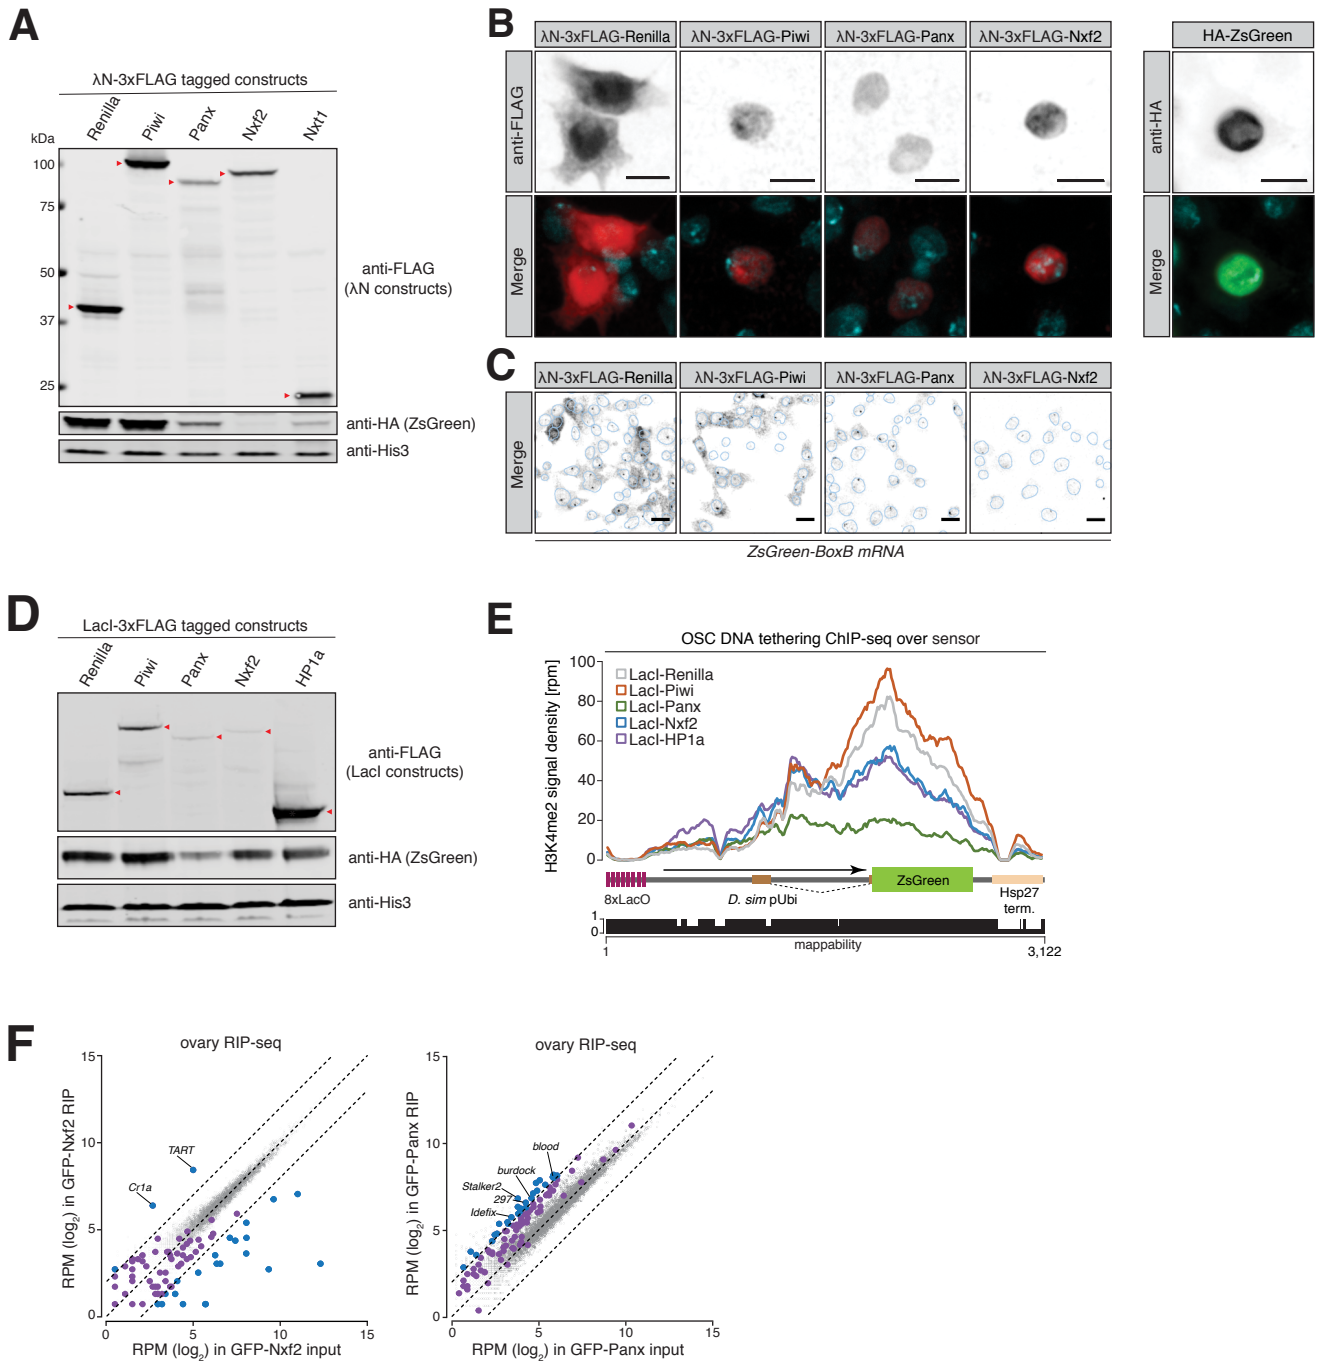 A
λN-3xFLAG tagged constructs
Renilla
Piwi
Panx
Nxf2
Nxt1
kDa
100
75
50
37
25
anti-FLAG
(λN constructs)
anti-HA (ZsGreen)
anti-His3
B
λN-3xFLAG-Renilla
λN-3xFLAG-Piwi
λN-3xFLAG-Panx
λN-3xFLAG-Nxf2
HA-ZsGreen
anti-FLAG
anti-HA
Merge
Merge
C
λN-3xFLAG-Renilla
λN-3xFLAG-Piwi
λN-3xFLAG-Panx
λN-3xFLAG-Nxf2
Merge
ZsGreen-BoxB mRNA
D
LacI-3xFLAG tagged constructs
Renilla
Piwi
Panx
Nxf2
HP1a
anti-FLAG
(LacI constructs)
anti-HA (ZsGreen)
anti-His3
E
OSC DNA tethering ChIP-seq over sensor
H3K4me2 signal density [rpm]
100
80
60
40
20
0
LacI-Renilla
LacI-Piwi
LacI-Panx
LacI-Nxf2
LacI-HP1a
8xLacO
D. sim pUbi
ZsGreen
Hsp27
term.
1
0
mappability
1
3,122
F
ovary RIP-seq
RPM (log2) in GFP-Nxf2 RIP
15
10
5
0
TART
Cr1a
0
5
10
15
RPM (log2) in GFP-Nxf2 input
ovary RIP-seq
RPM (log2) in GFP-Panx RIP
15
10
5
0
blood
burdock
Stalker2
297
Idefix
0
5
10
15
RPM (log2) in GFP-Panx input